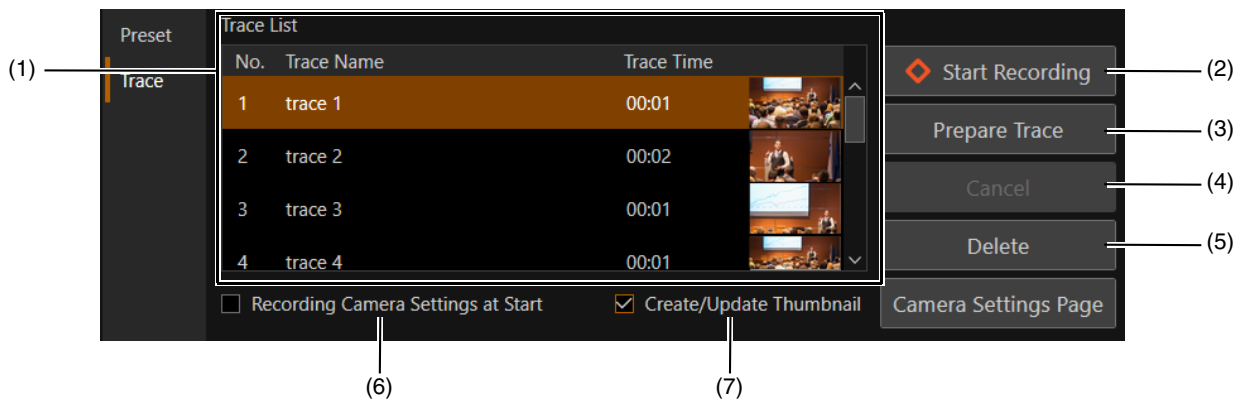 Preset
Trace
Trace List
No. Trace Name Trace Time
1 trace 1 00:01
2 trace 2 00:02
3 trace 3 00:01
4 trace 4 00:01
Recording Camera Settings at Start
Create/Update Thumbnail
Start Recording
Prepare Trace
Cancel
Delete
Camera Settings Page
(1)
(2)
(3)
(4)
(5)
(6)
(7)